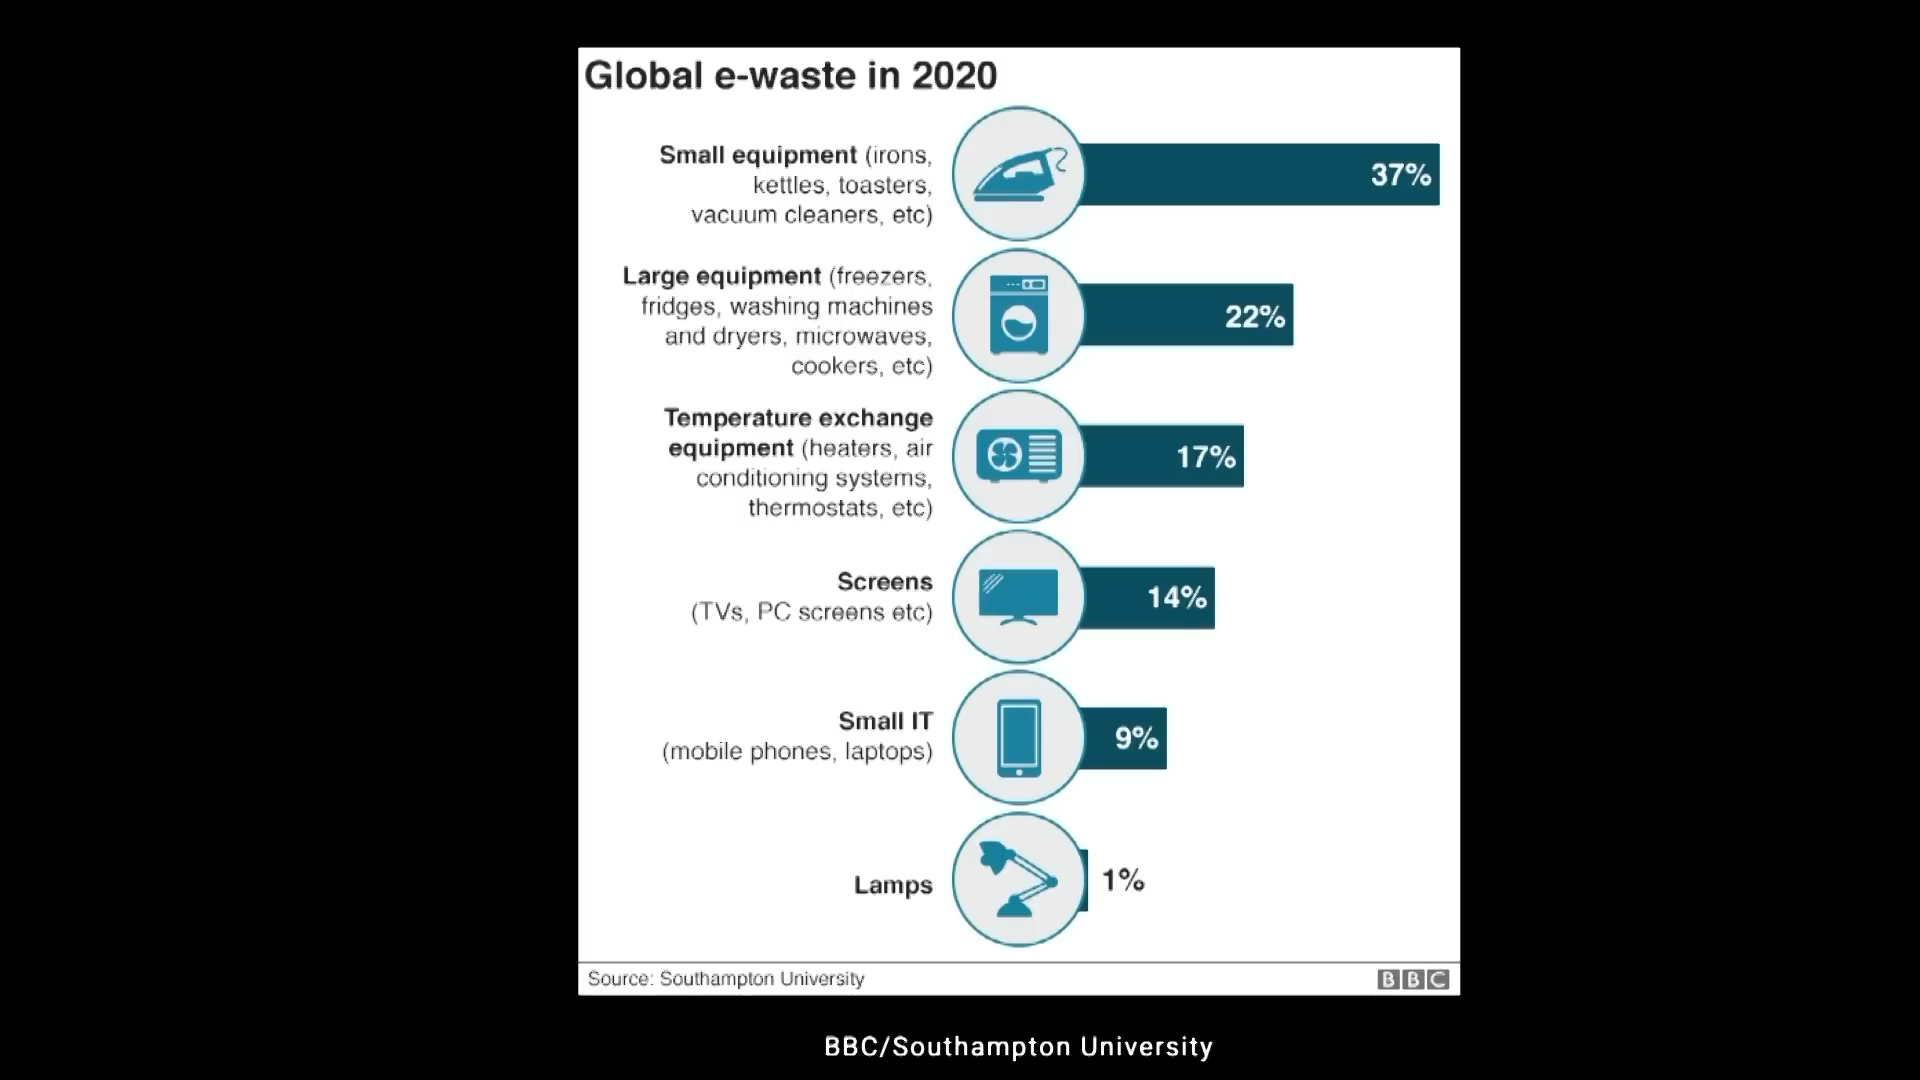 Global e-waste in 2020
Small equipment (irons,
kettles, toasters,
vacuum cleaners, etc)
37%
Large equipment (freezers,
fridges, washing machines
and dryers, microwaves,
cookers, etc)
22%
Temperature exchange
equipment (heaters, air
conditioning systems,
thermostats, etc)
17%
Screens
(TVs, PC screens etc)
14%
Small IT
(mobile phones, laptops)
9%
Lamps
1%
Source: Southampton University
BBC
BBC/Southampton University